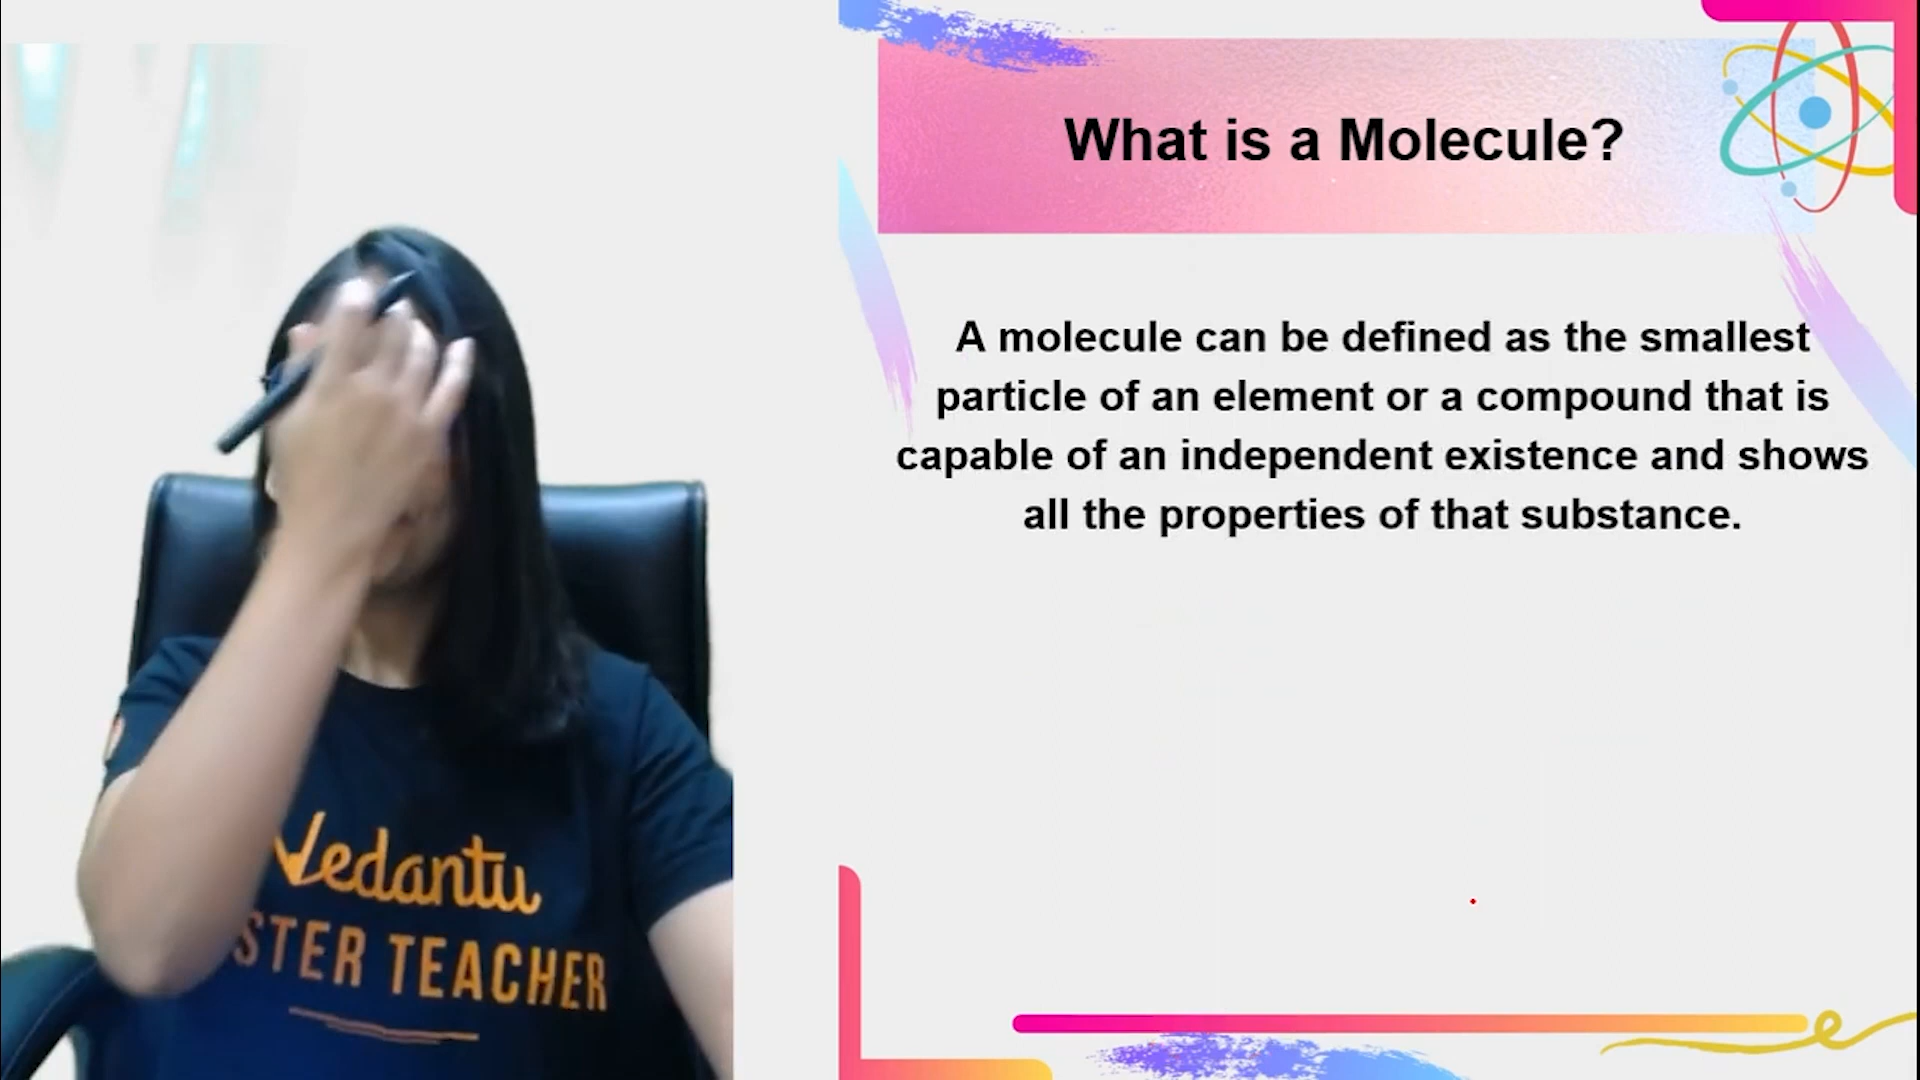 What is a Molecule?
A molecule can be defined as the smallest
particle of an element or a compound that is
capable of an independent existence and shows
all the properties of that substance.
Vedantu
STER TEACHER